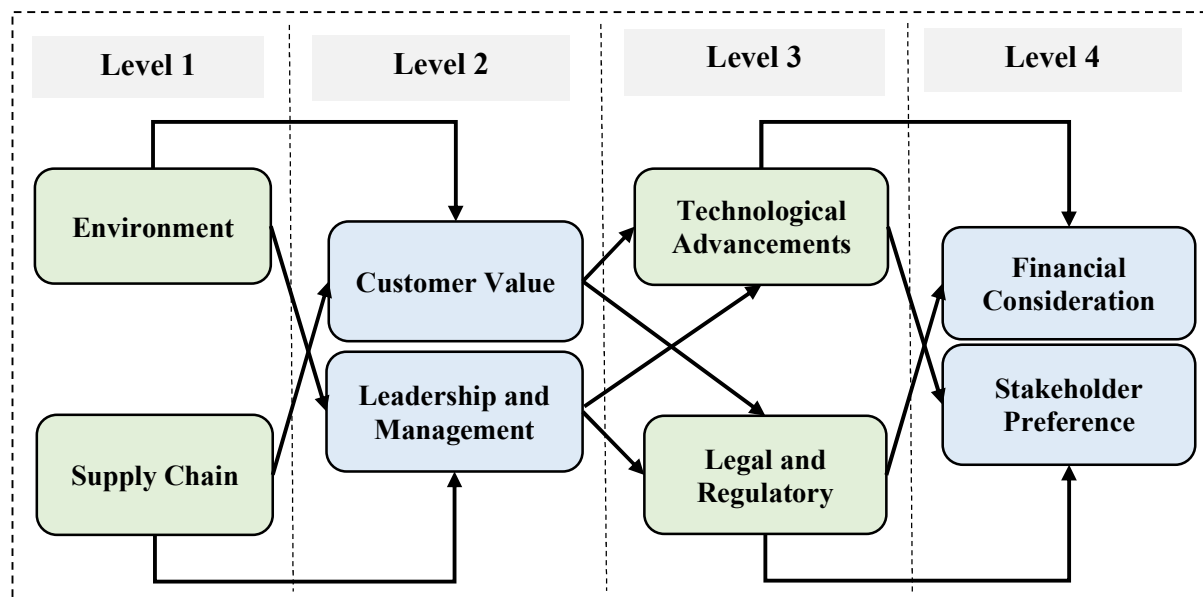 Level 1
Level 2
Level 3
Level 4
Environment
Supply Chain
Customer Value
Leadership and
Management
Technological
Advancements
Legal and
Regulatory
Financial
Consideration
Stakeholder
Preference